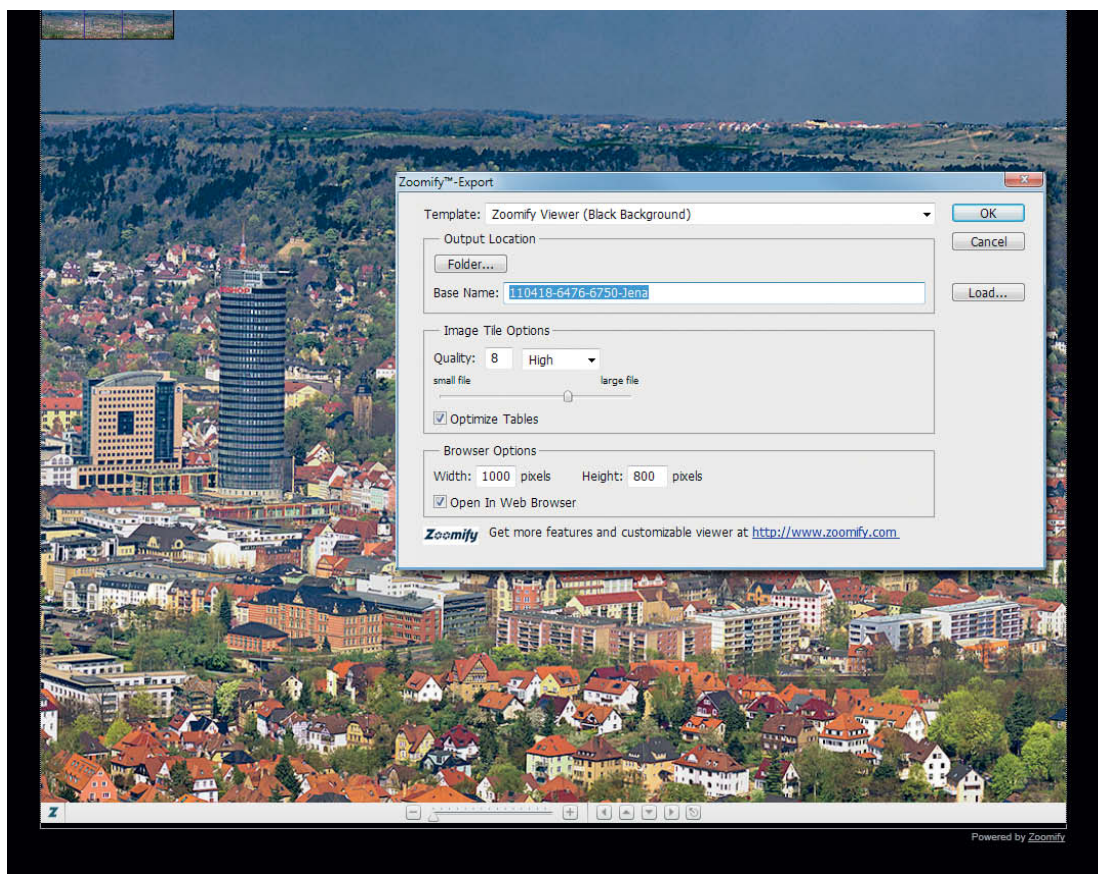 Zoomify™-Export
Template: Zoomify Viewer (Black Background)
OK
Output Location
Cancel
Folder...
Base Name: 110418-6476-6750-Jena
Load...
Image Tile Options
Quality: 8 High
small file large file
Optimize Tables
Browser Options
Width: 1000 pixels Height: 800 pixels
Open In Web Browser
Zoomify Get more features and customizable viewer at http://www.zoomify.com
Z
Powered by Zoomify